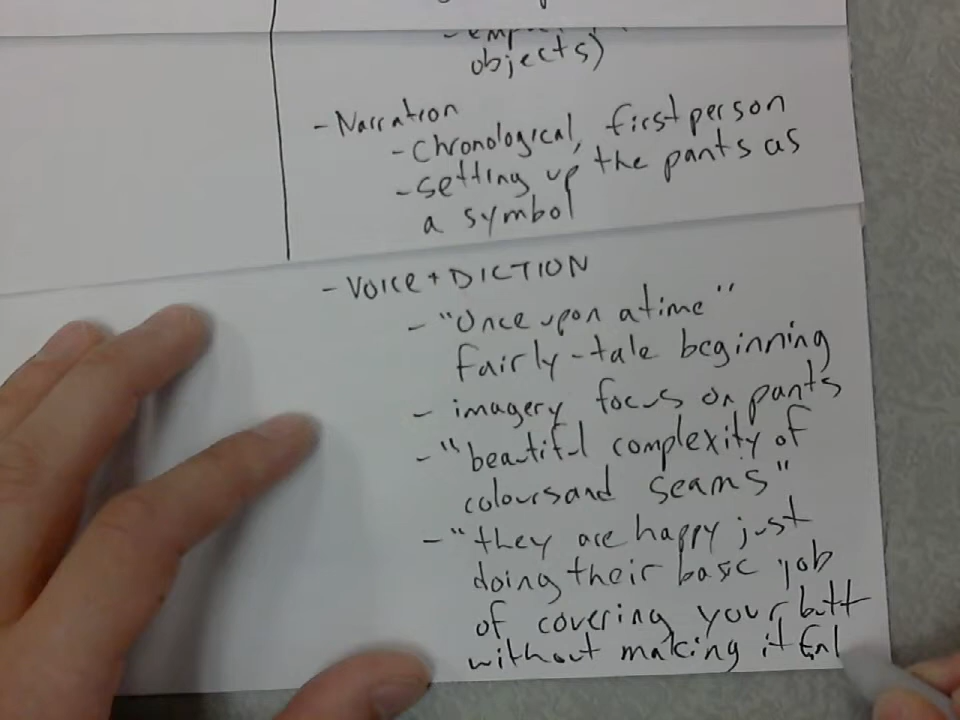 objects)
- Narration
- Chronological, first person
- setting up the pants as
a symbol
- VOICE + DICTION
- "Once upon a time"
fairly-tale beginning
- imagery focus on pants
- "beautiful complexity of
colours and seams"
- "they are happy just
doing their basic job
of covering your butt
without making it